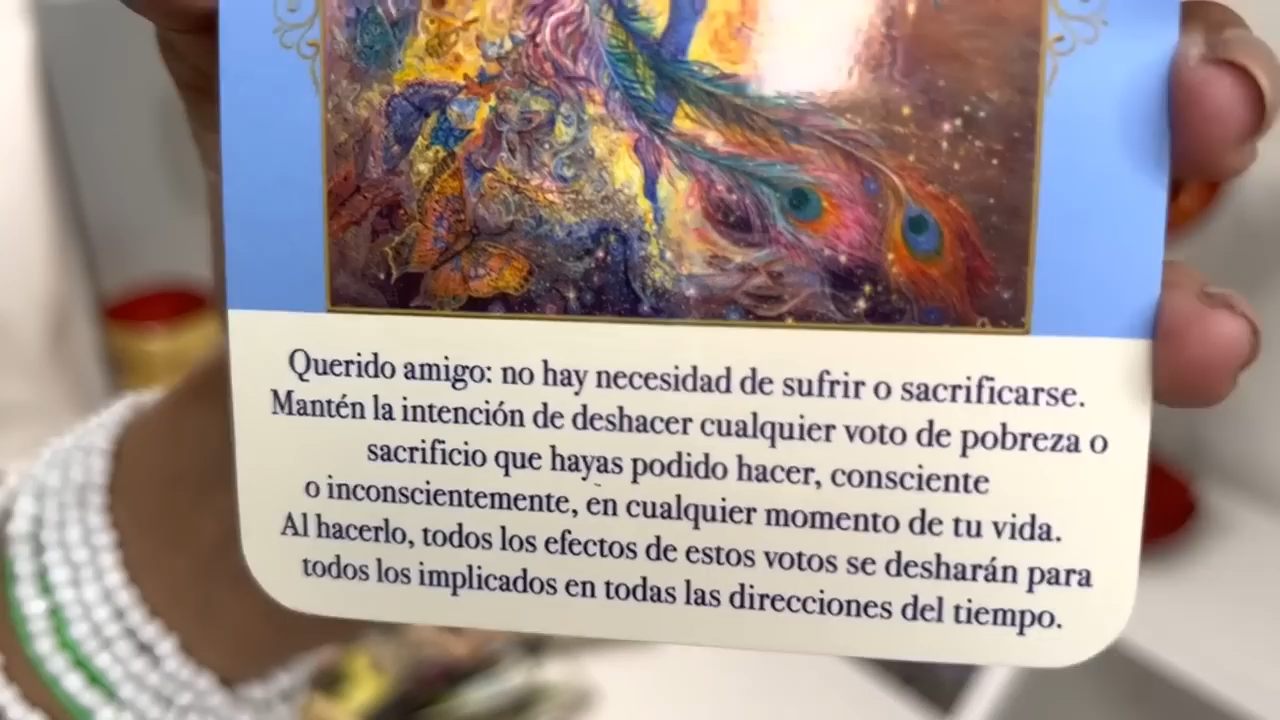 Querido amigo: no hay necesidad de sufrir o sacrificarse.
Mantén la intención de deshacer cualquier voto de pobreza o
sacrificio que hayas podido hacer, consciente
o inconscientemente, en cualquier momento de tu vida.
Al hacerlo, todos los efectos de estos votos se desharán para
todos los implicados en todas las direcciones del tiempo.